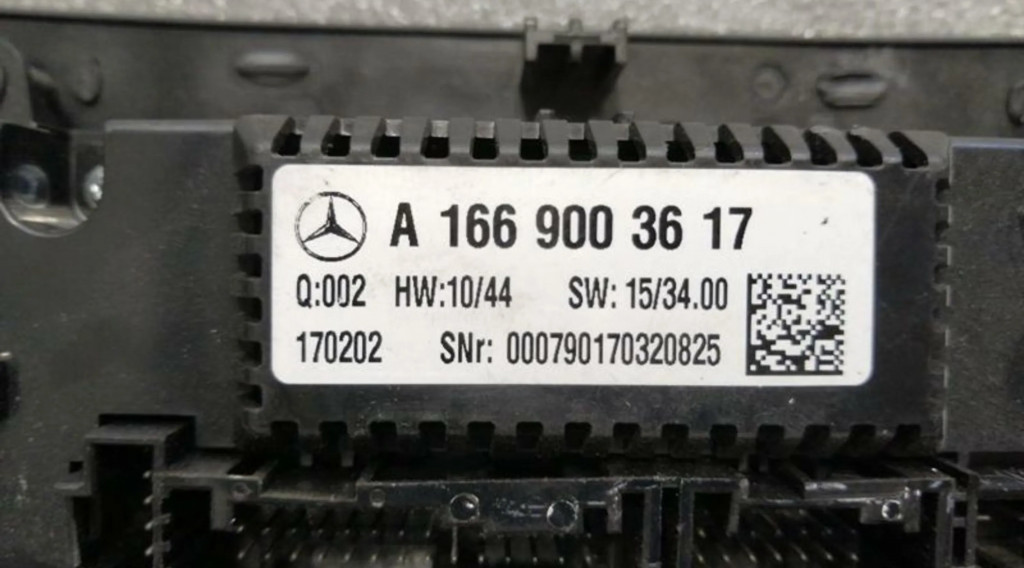 A 166 900 36 17
Q:002 HW:10/44 SW: 15/34.00
170202 SNr: 000790170320825